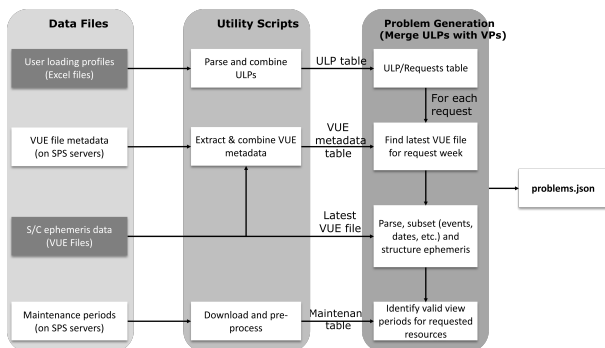 Data Files
Utility Scripts
Problem Generation
(Merge ULPs with VPs)
User loading profiles
(Excel files)
Parse and combine
ULPs
ULP table
ULP/Requests table
For each
request
VUE file metadata
(on SPS servers)
Extract & combine VUE
metadata
VUE
metadata
table
Find latest VUE file
for request week
problems.json
S/C ephemeris data
(VUE Files)
Latest
VUE file
Parse, subset (events,
dates, etc.) and
structure ephemeris
Maintenance periods
(on SPS servers)
Download and pre-
process
Maintenan
table
Identify valid view
periods for requested
resources